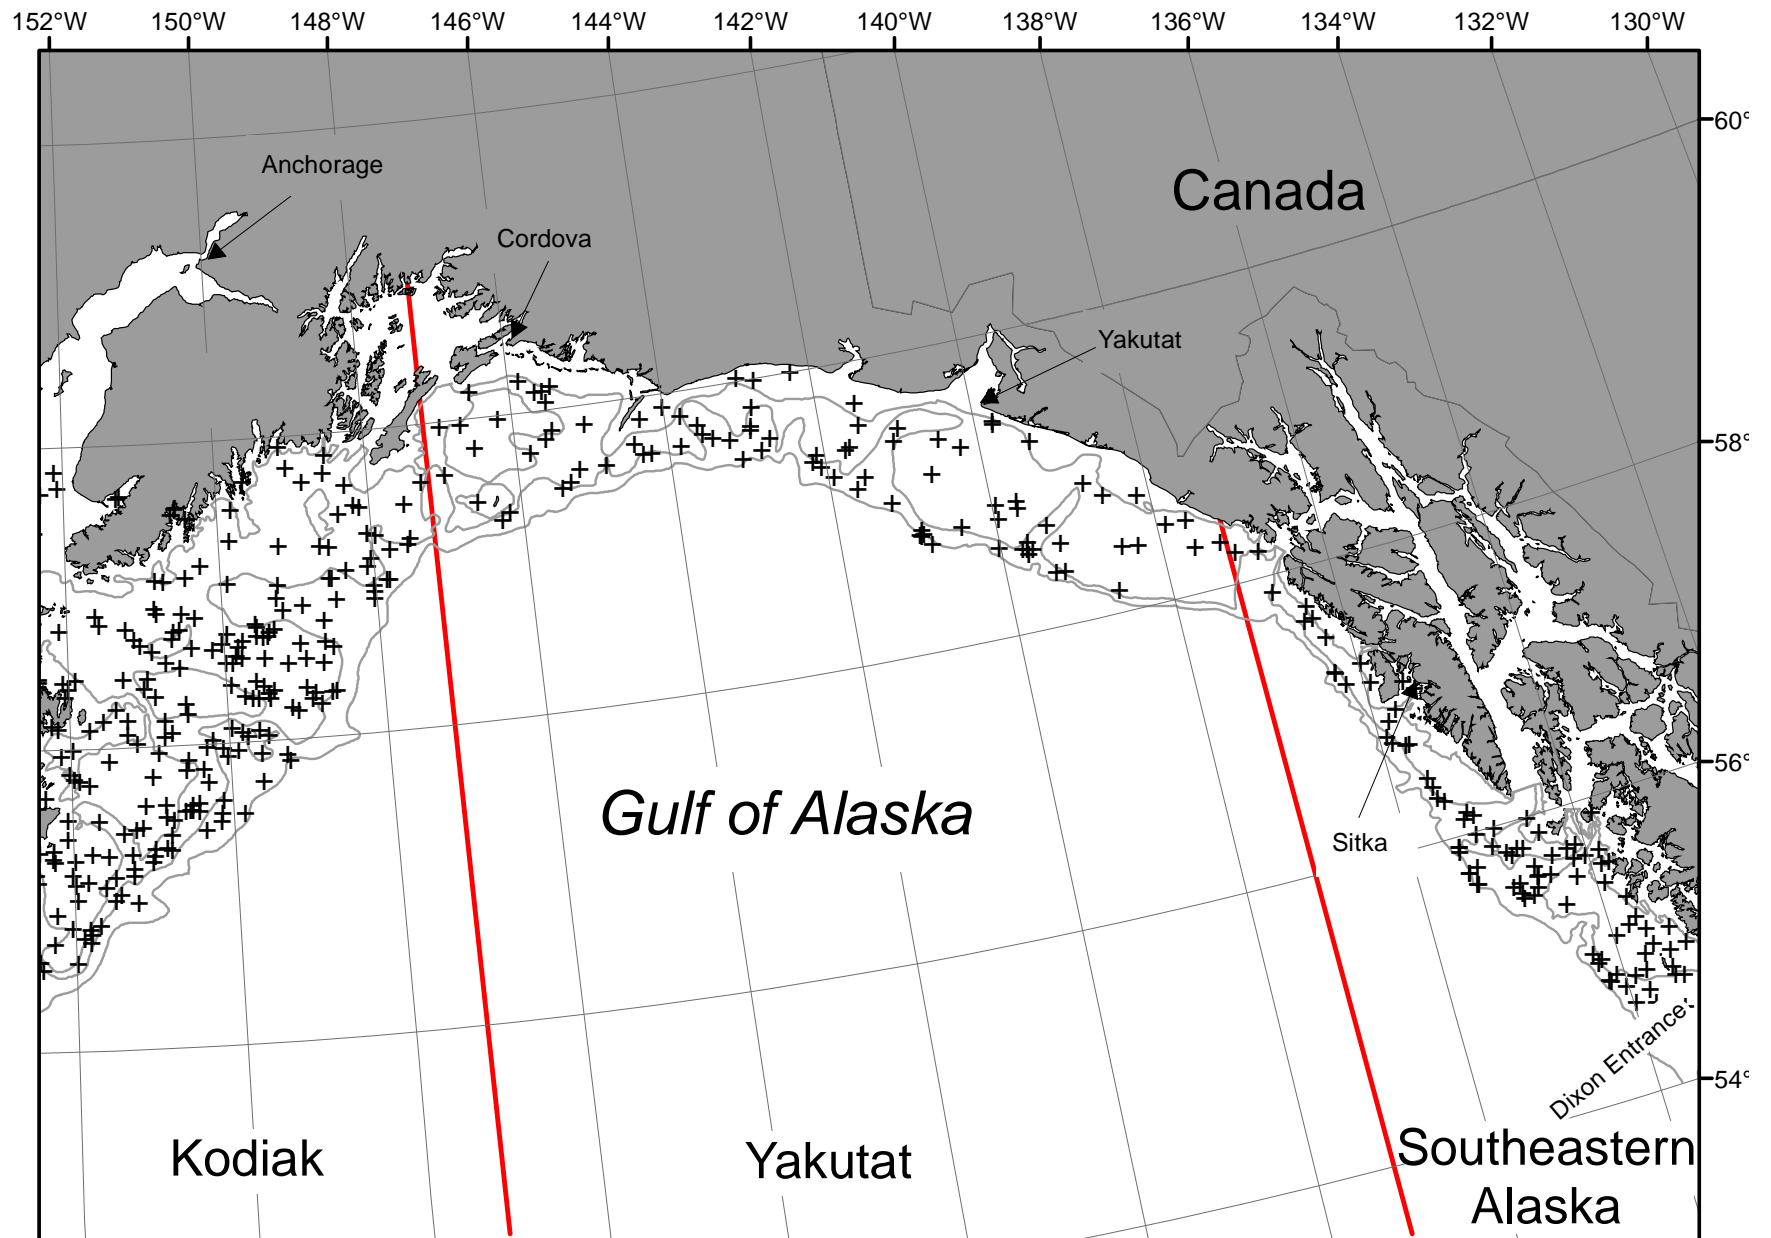 152°W 150°W 148°W 146°W 144°W 142°W 140°W 138°W 136°W 134°W 132°W 130°W
60°
Anchorage
Canada
Cordova
Yakutat
58°
56°
Gulf of Alaska
Sitka
Dixon Entrance
54°
Kodiak
Yakutat
Southeastern
Alaska